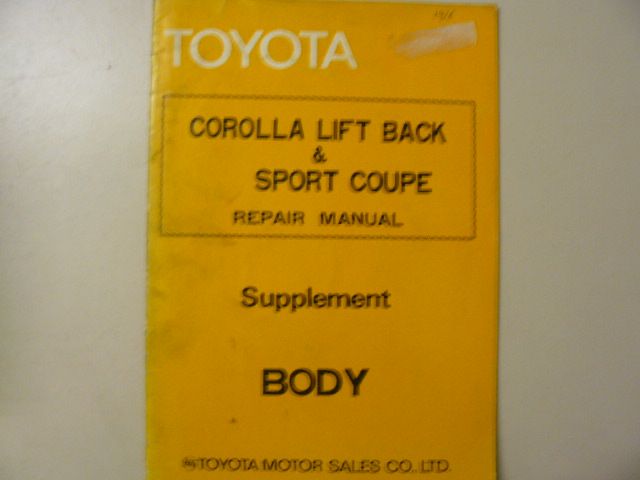 TOYOTA
COROLLA LIFT BACK
&
SPORT COUPE
REPAIR MANUAL
Supplement
BODY
TOYOTA MOTOR SALES CO., LTD.